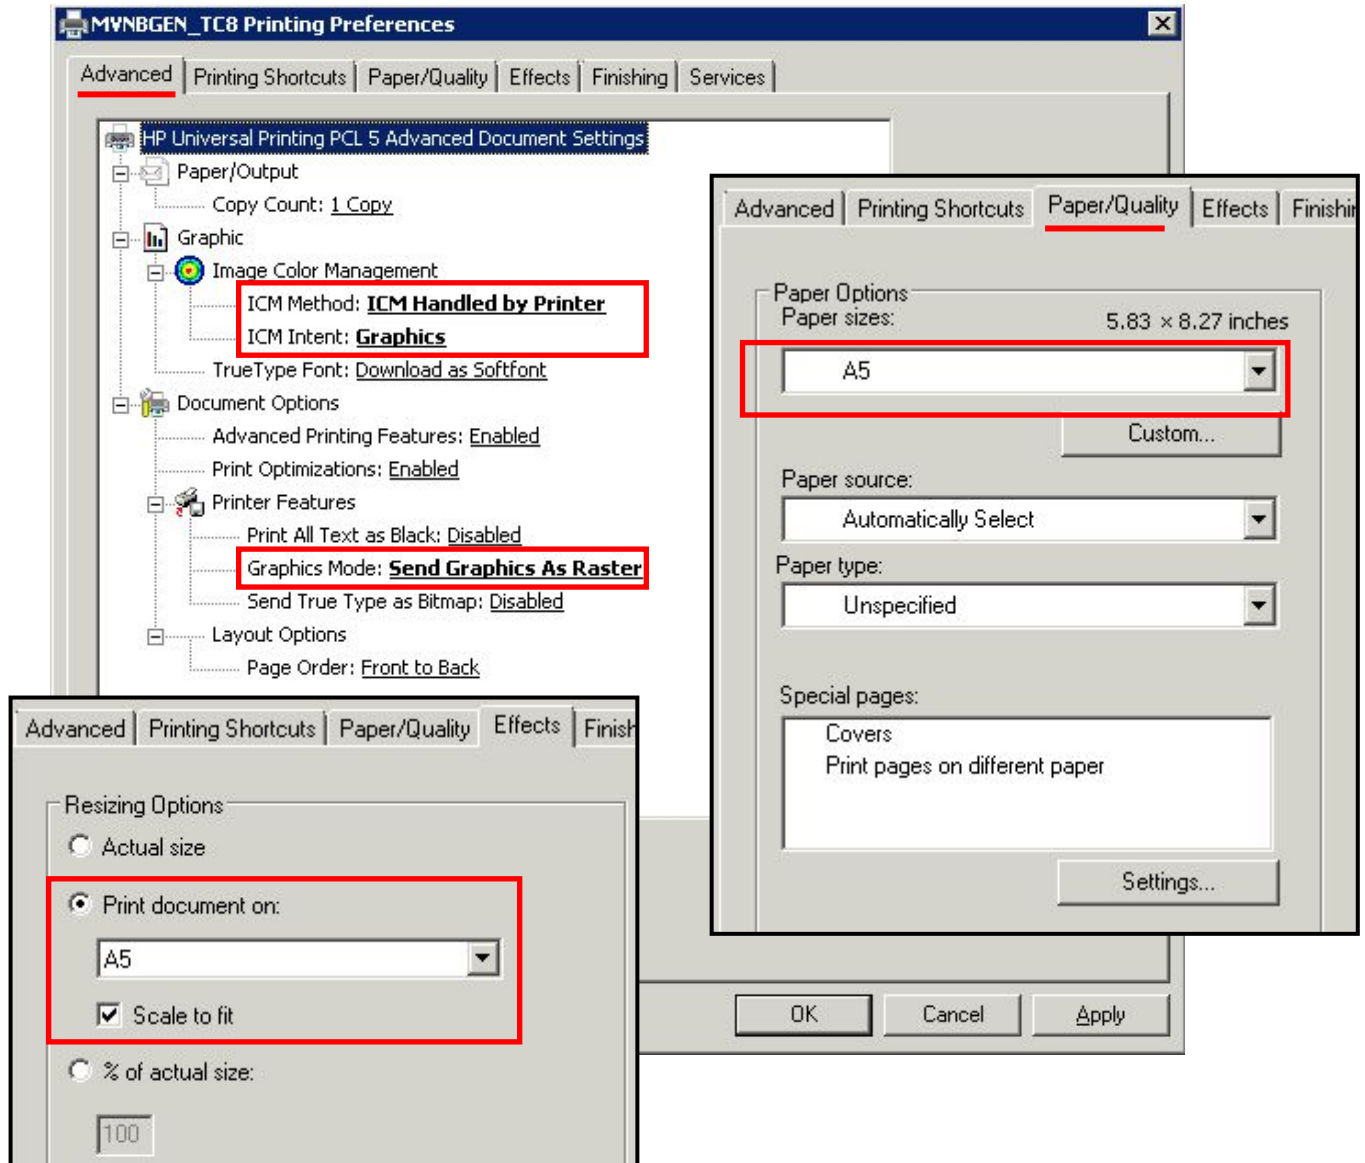 MVNBGEN_TC8 Printing Preferences
Advanced Printing Shortcuts Paper/Quality Effects Finishing Services
HP Universal Printing PCL 5 Advanced Document Settings
Paper/Output
Copy Count: 1 Copy
Graphic
Image Color Management
ICM Method: ICM Handled by Printer
ICM Intent: Graphics
TrueType Font: Download as Softfont
Document Options
Advanced Printing Features: Enabled
Print Optimizations: Enabled
Printer Features
Print All Text as Black: Disabled
Graphics Mode: Send Graphics As Raster
Send True Type as Bitmap: Disabled
Layout Options
Page Order: Front to Back
Advanced Printing Shortcuts Paper/Quality Effects Finishin
Paper Options
Paper sizes: 5.83 × 8.27 inches
A5
Custom...
Paper source:
Automatically Select
Paper type:
Unspecified
Special pages:
Covers
Print pages on different paper
Settings...
Advanced Printing Shortcuts Paper/Quality Effects Finish
Resizing Options
Actual size
Print document on:
A5
Scale to fit
% of actual size:
100
OK Cancel Apply